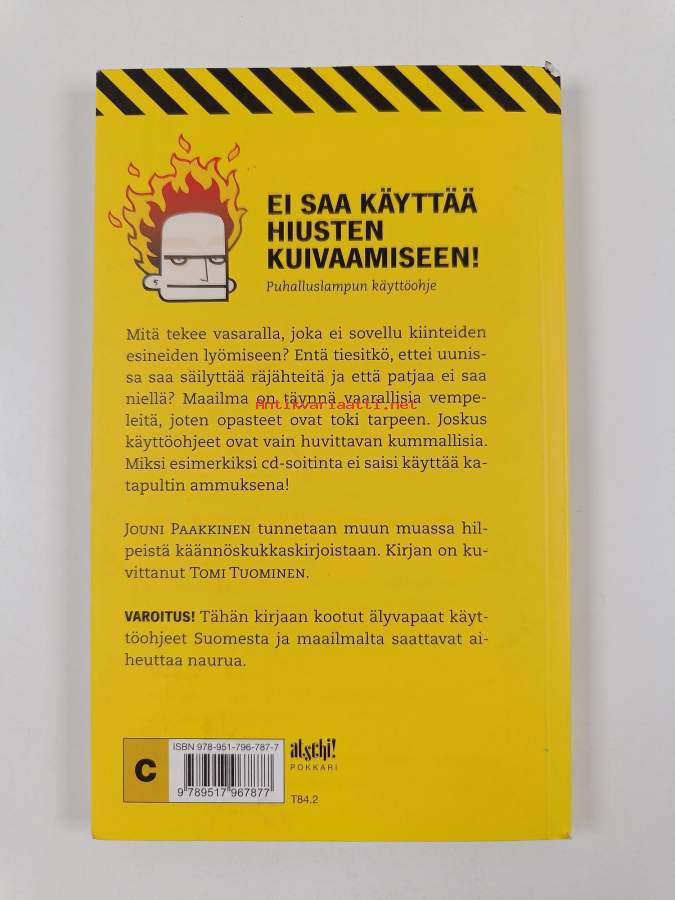 EI SAA KÄYTTÄÄ
HIUSTEN
KUIVAAMISEEN!
Puhalluslampun käyttöohje
Mitä tekee vasaralla, joka ei sovellu kiinteiden
esineiden lyömiseen? Entä tiesitkö, ettei uunis-
sa saa säilyttää räjähteitä ja että patjaa ei saa
niellä? Maailma on täynnä vaarallisia vempe-
Antikvariaatti.net
leitä, joten opasteet ovat toki tarpeen. Joskus
käyttöohjeet ovat vain huvittavan kummallisia.
Miksi esimerkiksi cd-soitinta ei saisi käyttää ka-
tapultin ammuksena!
JOUNI PAAKKINEN tunnetaan muun muassa hil-
peistä käännöskukkaskirjoistaan. Kirjan on ku-
vittanut TOMI TUOMINEN.
VAROITUS! Tähän kirjaan kootut älyvapaat käyt-
töohjeet Suomesta ja maailmalta saattavat ai-
heuttaa naurua.
C
ISBN 978-951-796-787-7
9 789517 967877
atschi!
POKKARI
T84.2